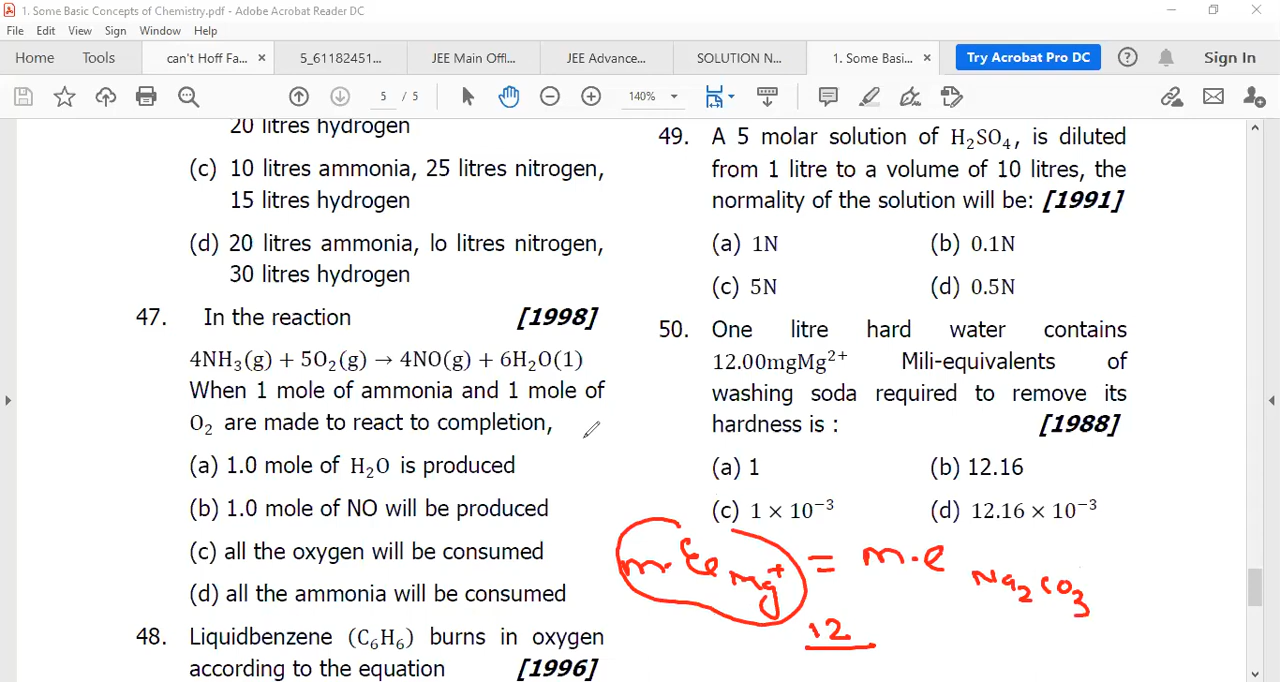 1. Some Basic Concepts of Chemistry.pdf - Adobe Acrobat Reader DC
File Edit View Sign Window Help
Home Tools can't Hoff Fa... × 5_61182451... JEE Main Offi... JEE Advance... SOLUTION N... 1. Some Basi... × Try Acrobat Pro DC Sign In
5 / 5 140%
20 litres hydrogen
(c) 10 litres ammonia, 25 litres nitrogen,
15 litres hydrogen
(d) 20 litres ammonia, lo litres nitrogen,
30 litres hydrogen
47. In the reaction [1998]
4NH₃(g) + 5O₂(g) → 4NO(g) + 6H₂O(1)
When 1 mole of ammonia and 1 mole of
O₂ are made to react to completion,
(a) 1.0 mole of H₂O is produced
(b) 1.0 mole of NO will be produced
(c) all the oxygen will be consumed
(d) all the ammonia will be consumed
48. Liquidbenzene (C₆H₆) burns in oxygen
according to the equation [1996]
49. A 5 molar solution of H₂SO₄, is diluted
from 1 litre to a volume of 10 litres, the
normality of the solution will be: [1991]
(a) 1N (b) 0.1N
(c) 5N (d) 0.5N
50. One litre hard water contains
12.00mgMg²⁺ Mili-equivalents of
washing soda required to remove its
hardness is : [1988]
(a) 1 (b) 12.16
(c) 1 × 10⁻³ (d) 12.16 × 10⁻³
Mg⁺ = m.e Na₂CO₃
12